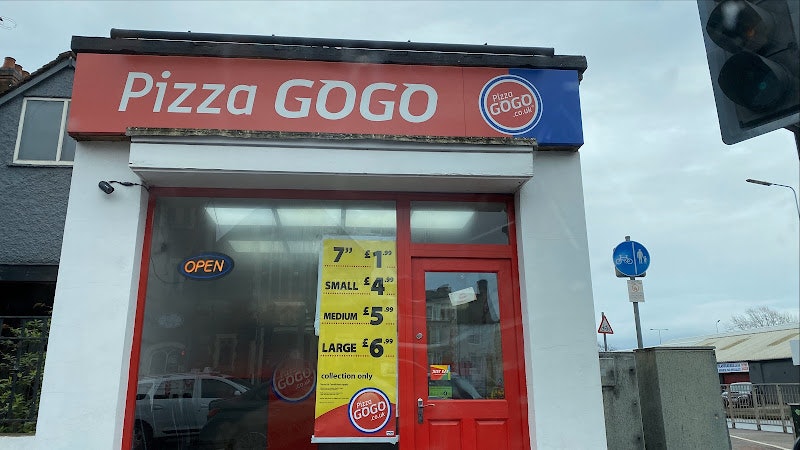 Pizza GOGO
Pizza
GOGO
.co.uk
OPEN
7" £1.99
SMALL £4.99
MEDIUM £5.99
LARGE £6.99
collection only
Pizza
GOGO
.co.uk
GOGO